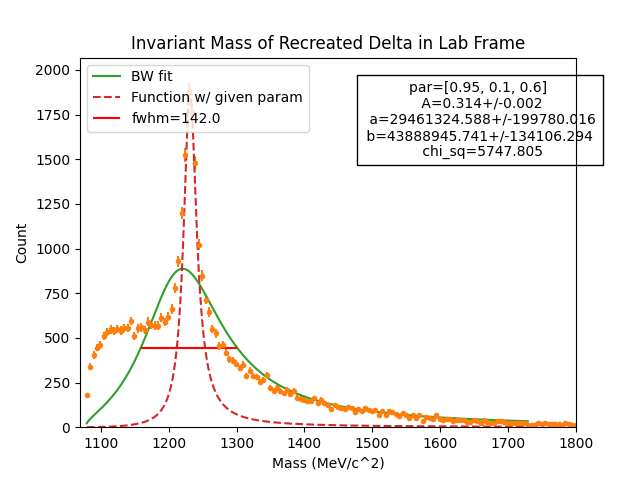 Invariant Mass of Recreated Delta in Lab Frame
BW fit
Function w/ given param
fwhm=142.0
par=[0.95, 0.1, 0.6]
A=0.314+/-0.002
a=29461324.588+/-199780.016
b=43888945.741+/-134106.294
chi_sq=5747.805
Count
2000
1750
1500
1250
1000
750
500
250
0
1100 1200 1300 1400 1500 1600 1700 1800
Mass (MeV/c^2)